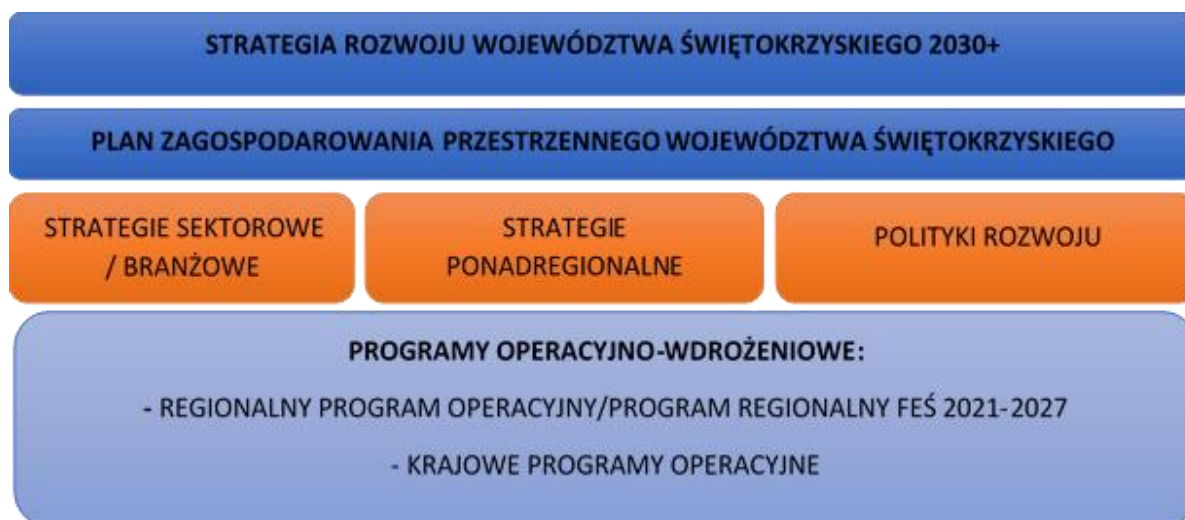 STRATEGIA ROZWOJU WOJEWÓDZTWA ŚWIĘTOKRZYSKIEGO 2030+
PLAN ZAGOSPODAROWANIA PRZESTRZENNEGO WOJEWÓDZTWA ŚWIĘTOKRZYSKIEGO
STRATEGIE SEKTOROWE
/ BRANŻOWE
STRATEGIE
PONADREGIONALNE
POLITYKI ROZWOJU
PROGRAMY OPERACYJNO-WDROŻENIOWE:
- REGIONALNY PROGRAM OPERACYJNY/PROGRAM REGIONALNY FEŚ 2021-2027
- KRAJOWE PROGRAMY OPERACYJNE